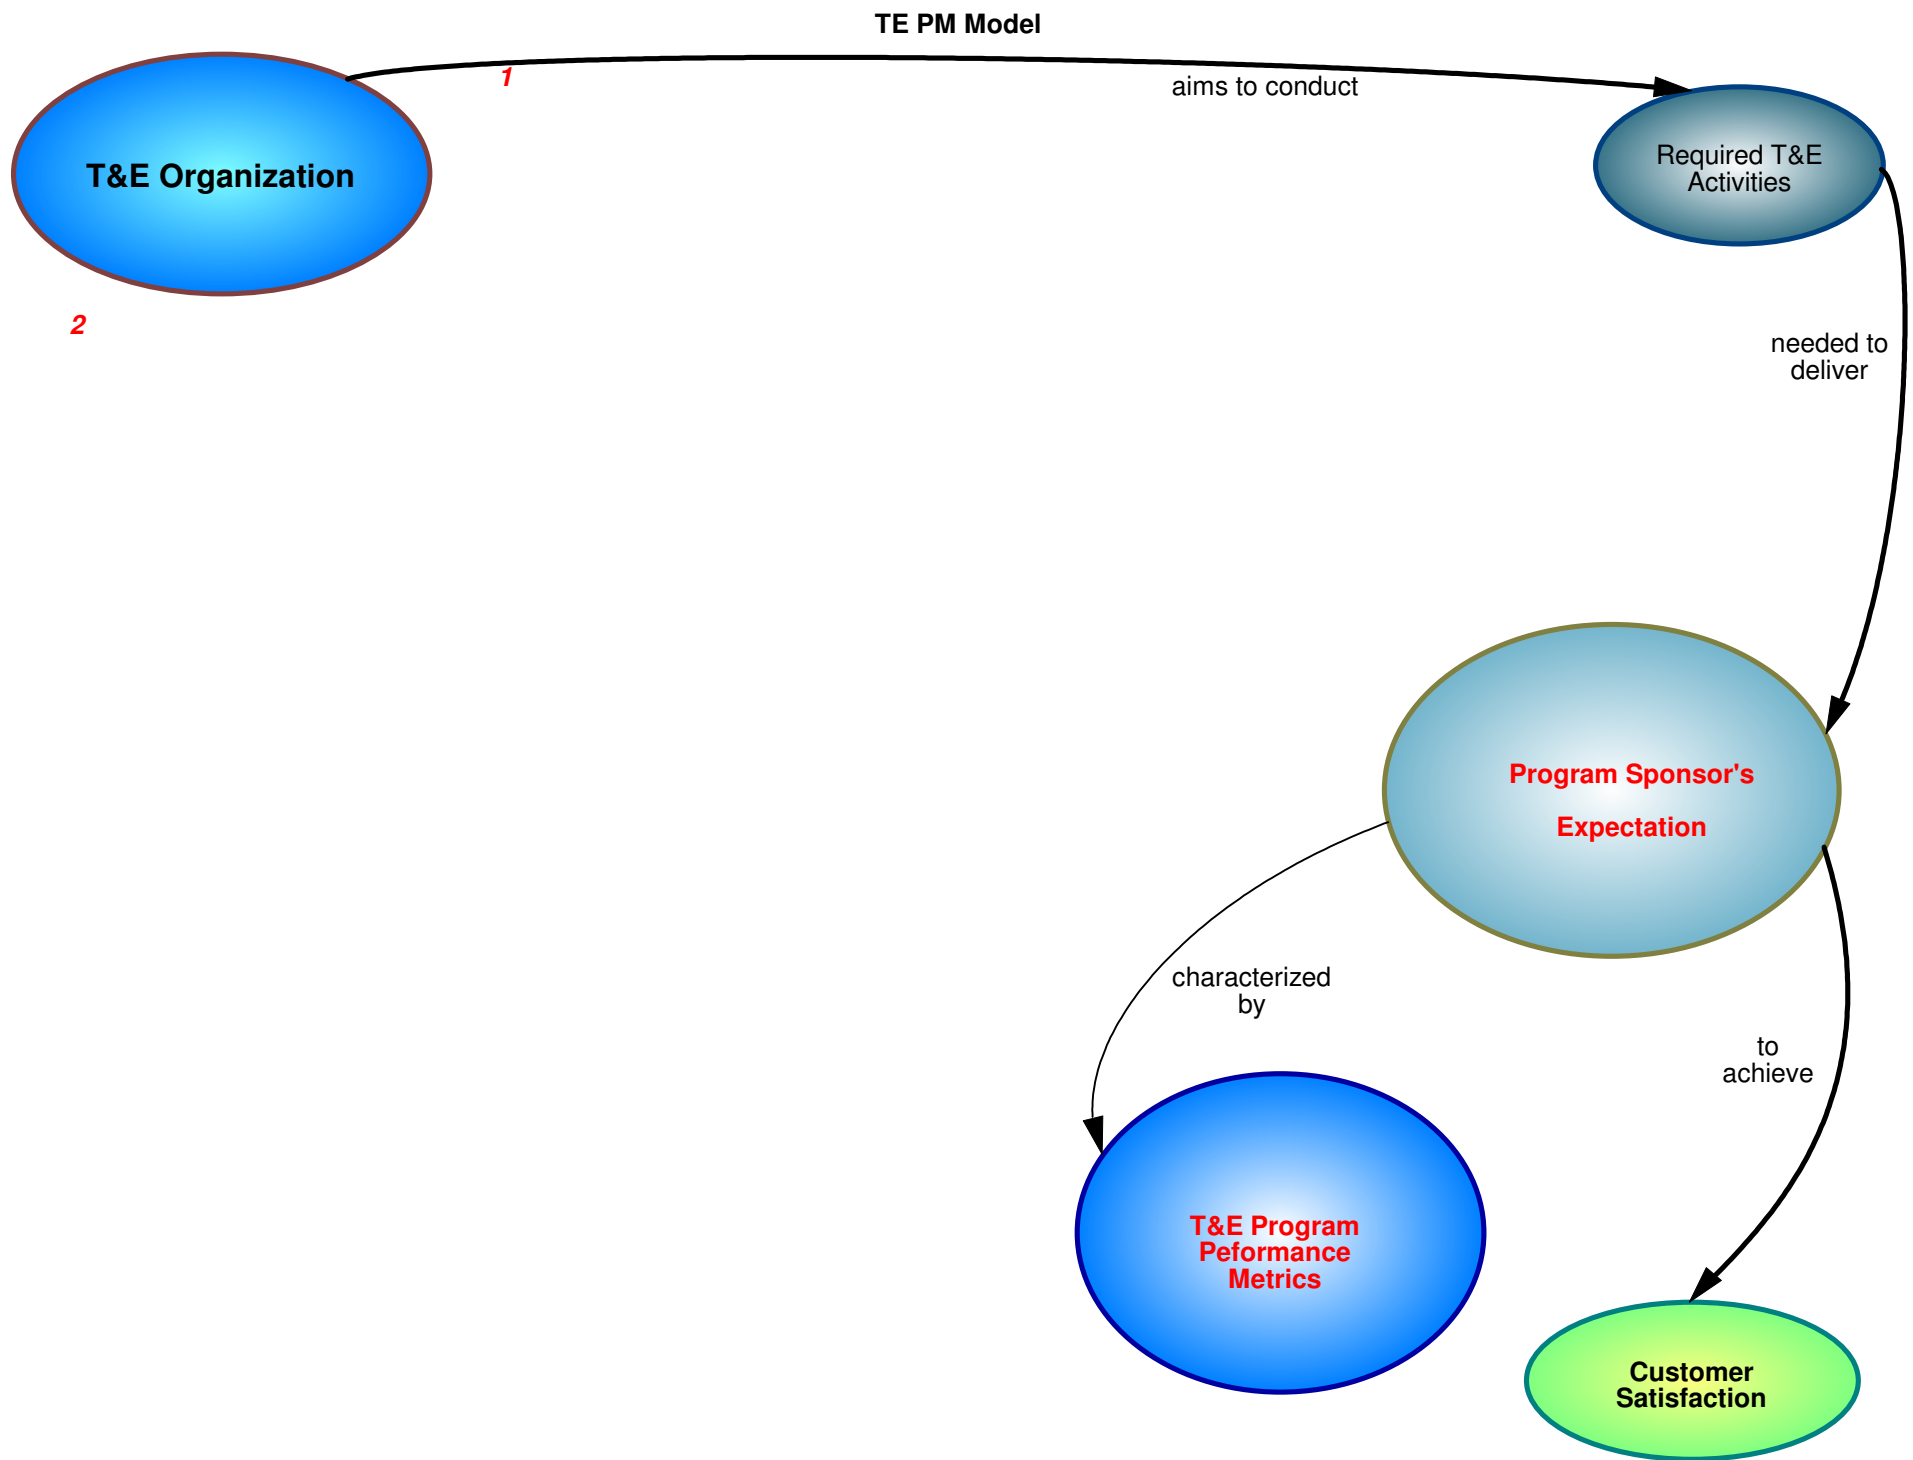 TE PM Model
1
aims to conduct
T&E Organization
Required T&E
Activities
2
needed to
deliver
Program Sponsor's
Expectation
characterized
by
to
achieve
T&E Program
Peformance
Metrics
Customer
Satisfaction